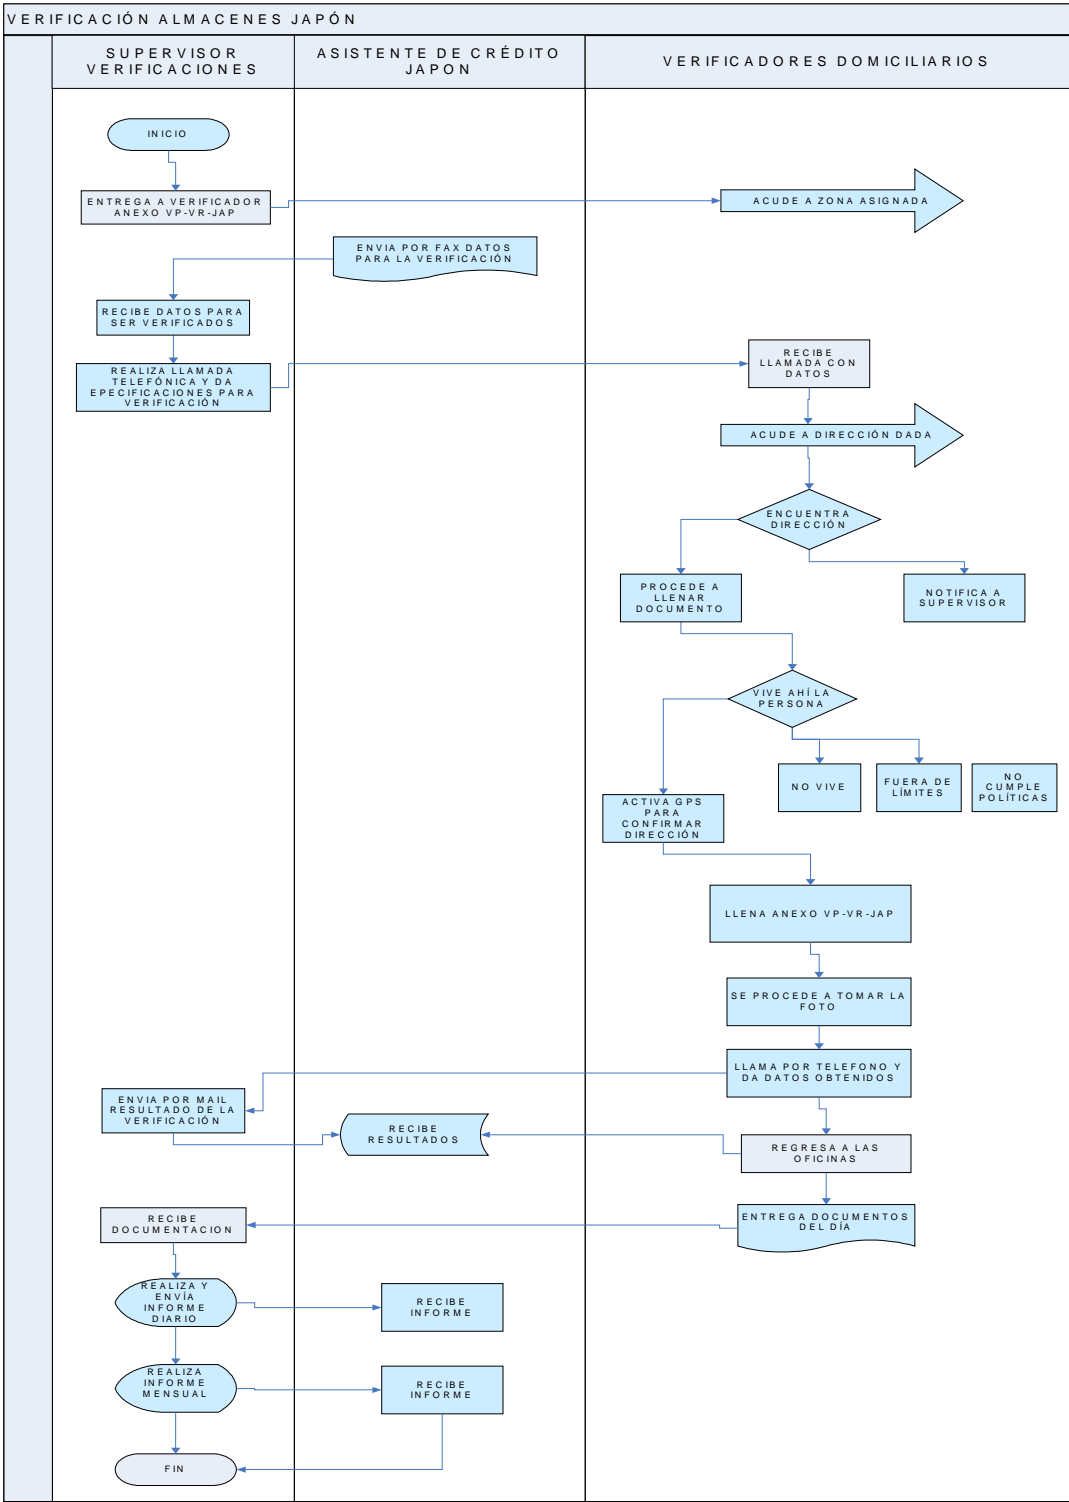 VERIFICACIÓN ALMACENES JAPÓN
SUPERVISOR
VERIFICACIONES
ASISTENTE DE CRÉDITO
JAPON
VERIFICADORES DOMICILIARIOS
INICIO
ENTREGA A VERIFICADOR
ANEXO VP-VR-JAP
ACUDE A ZONA ASIGNADA
ENVIA POR FAX DATOS
PARA LA VERIFICACIÓN
RECIBE DATOS PARA
SER VERIFICADOS
REALIZA LLAMADA
TELEFÓNICA Y DA
EPECIFICACIONES PARA
VERIFICACIÓN
RECIBE
LLAMADA CON
DATOS
ACUDE A DIRECCIÓN DADA
ENCUENTRA
DIRECCIÓN
PROCEDE A
LLENAR
DOCUMENTO
NOTIFICA A
SUPERVISOR
VIVE AHÍ LA
PERSONA
NO VIVE
FUERA DE
LÍMITES
NO
CUMPLE
POLÍTICAS
ACTIVA GPS
PARA
CONFIRMAR
DIRECCIÓN
LLENA ANEXO VP-VR-JAP
SE PROCEDE A TOMAR LA
FOTO
LLAMA POR TELEFONO Y
DA DATOS OBTENIDOS
ENVIA POR MAIL
RESULTADO DE LA
VERIFICACIÓN
RECIBE
RESULTADOS
REGRESA A LAS
OFICINAS
RECIBE
DOCUMENTACION
ENTREGA DOCUMENTOS
DEL DÍA
REALIZA Y
ENVÍA
INFORME
DIARIO
RECIBE
INFORME
REALIZA
INFORME
MENSUAL
RECIBE
INFORME
FIN